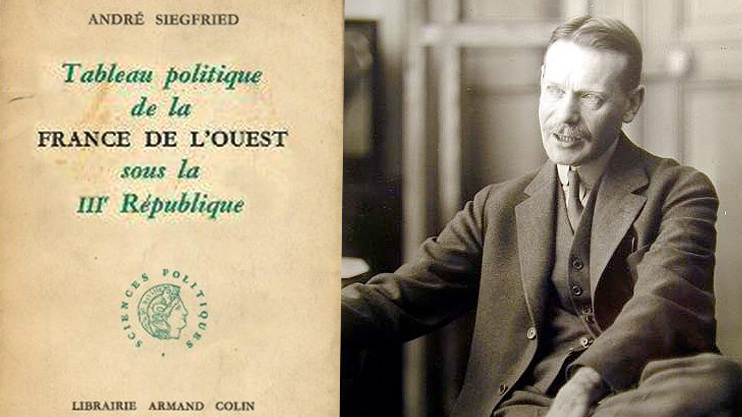 ANDRÉ SIEGFRIED
Tableau politique
de la
FRANCE DE L'OUEST
sous la
IIIe République
SCIENCES POLITIQUES
LIBRAIRIE ARMAND COLIN